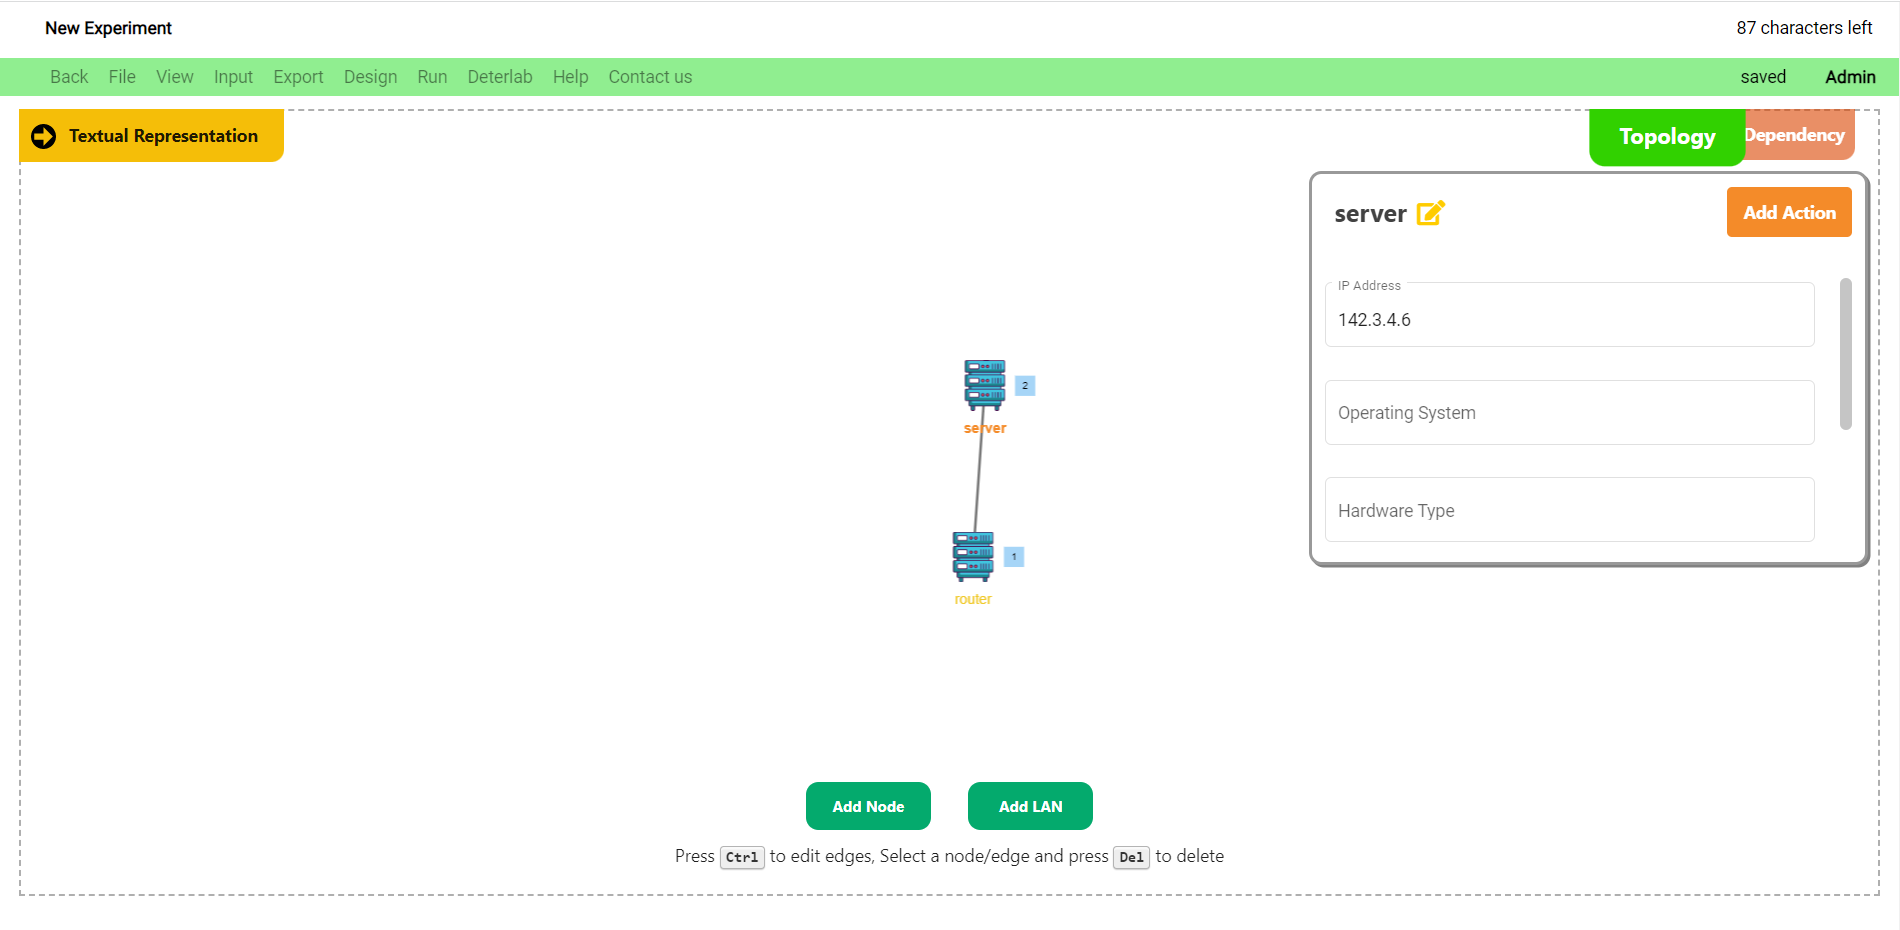 New Experiment
87 characters left
Back File View Input Export Design Run Deterlab Help Contact us
saved Admin
Textual Representation
Topology
Dependency
server
Add Action
IP Address
142.3.4.6
Operating System
Hardware Type
2
server
1
router
Add Node
Add LAN
Press Ctrl to edit edges, Select a node/edge and press Del to delete